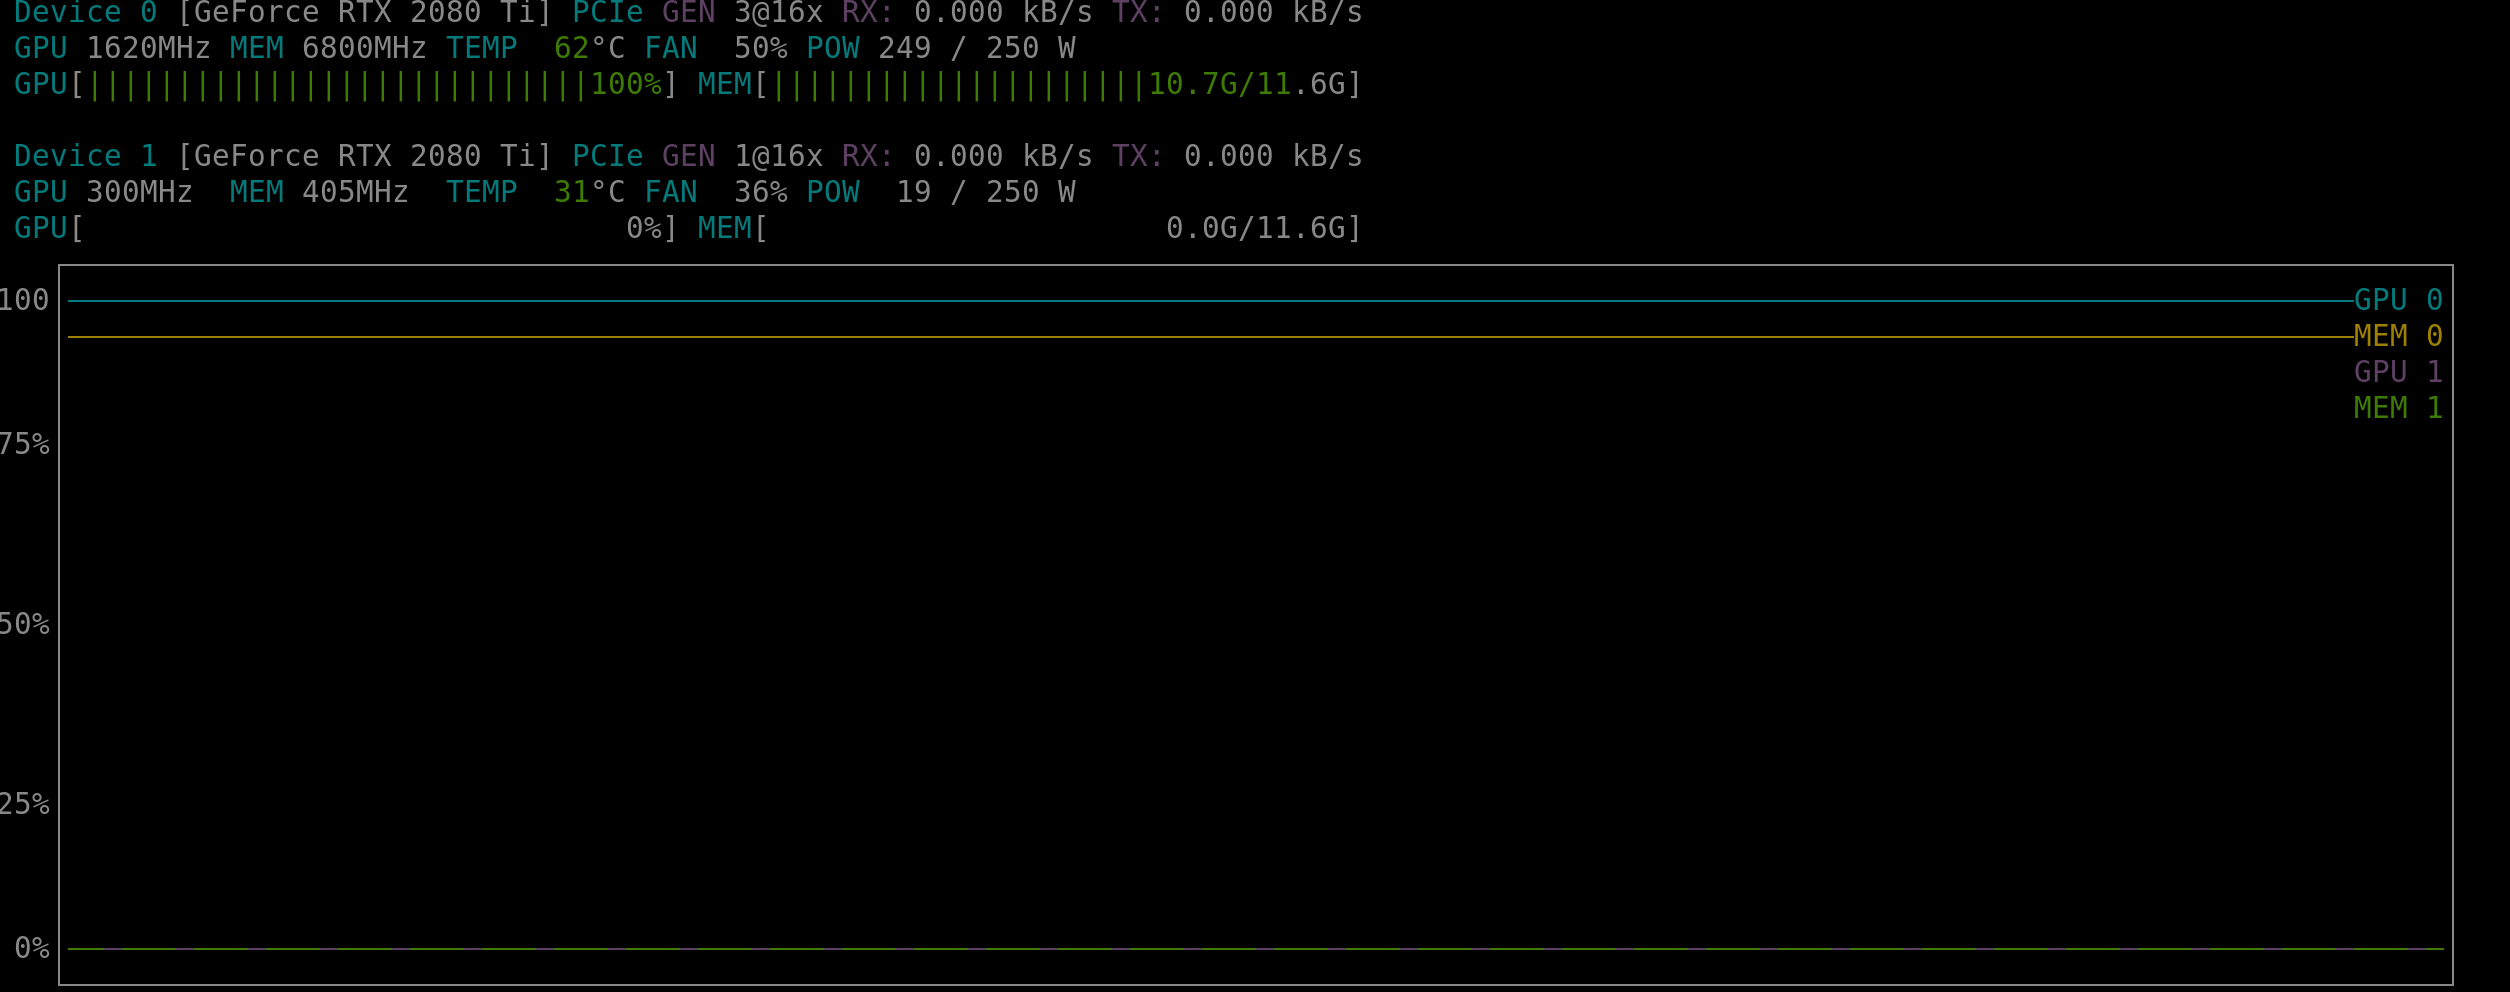 Device 0 [GeForce RTX 2080 Ti] PCIe GEN 3@16x RX: 0.000 kB/s TX: 0.000 kB/s
GPU 1620MHz MEM 6800MHz TEMP  62°C FAN  50% POW 249 / 250 W
GPU[||||||||||||||||||||||||||||100%] MEM[|||||||||||||||||||||10.7G/11.6G]
Device 1 [GeForce RTX 2080 Ti] PCIe GEN 1@16x RX: 0.000 kB/s TX: 0.000 kB/s
GPU 300MHz  MEM 405MHz  TEMP  31°C FAN  36% POW  19 / 250 W
GPU[                              0%] MEM[                      0.0G/11.6G]
100 GPU 0
MEM 0
GPU 1
MEM 1
75%
50%
25%
0%